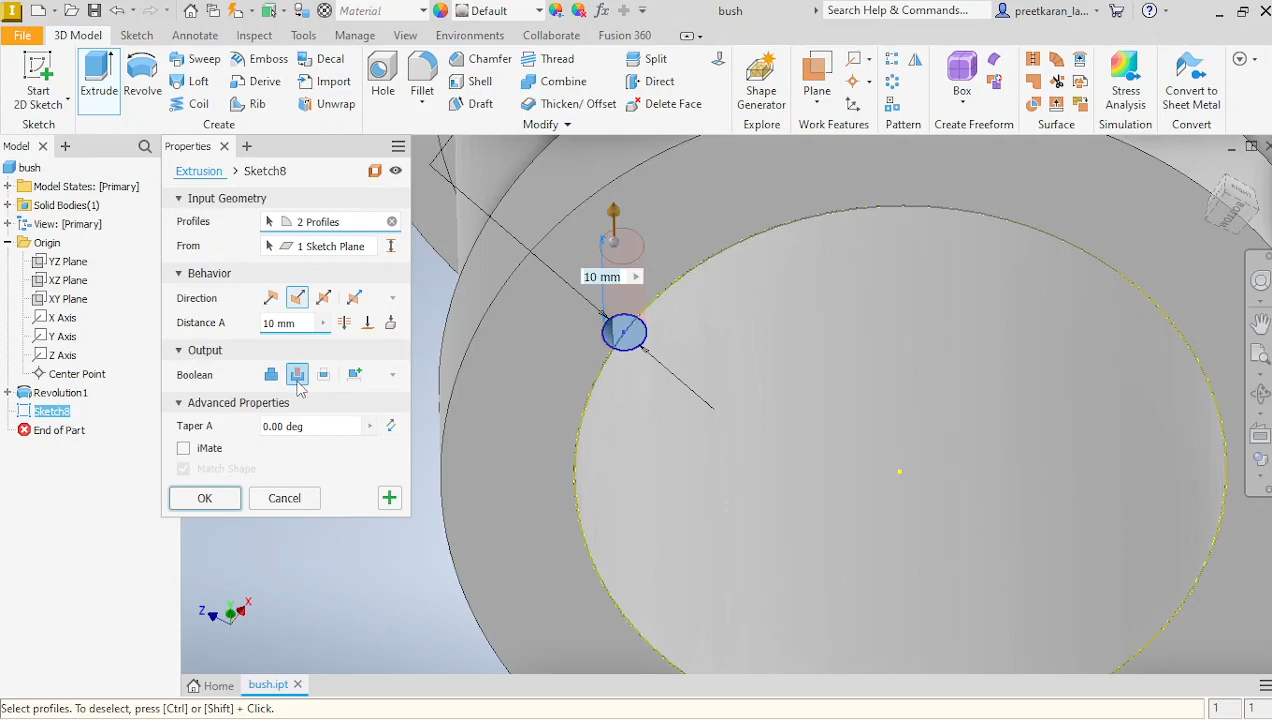 Material
Default
bush
Search Help & Commands...
preetkaran_la...
File
3D Model
Sketch
Annotate
Inspect
Tools
Manage
View
Environments
Collaborate
Fusion 360
Start
2D Sketch
Extrude
Revolve
Sweep
Emboss
Decal
Loft
Derive
Import
Coil
Rib
Unwrap
Hole
Fillet
Chamfer
Thread
Split
Shell
Combine
Direct
Draft
Thicken/ Offset
Delete Face
Shape
Generator
Plane
Box
Stress
Analysis
Convert to
Sheet Metal
Sketch
Create
Modify
Explore
Work Features
Pattern
Create Freeform
Surface
Simulation
Convert
Model
bush
Model States: [Primary]
Solid Bodies(1)
View: [Primary]
Origin
YZ Plane
XZ Plane
XY Plane
X Axis
Y Axis
Z Axis
Center Point
Revolution1
Sketch8
End of Part
Properties
Extrusion > Sketch8
Input Geometry
Profiles 2 Profiles
From 1 Sketch Plane
Behavior
Direction
Distance A 10 mm
Output
Boolean
Advanced Properties
Taper A 0.00 deg
iMate
Match Shape
OK
Cancel
10 mm
BOTTOM
Z
Y
X
Home
bush.ipt
Select profiles. To deselect, press [Ctrl] or [Shift] + Click.
1
1